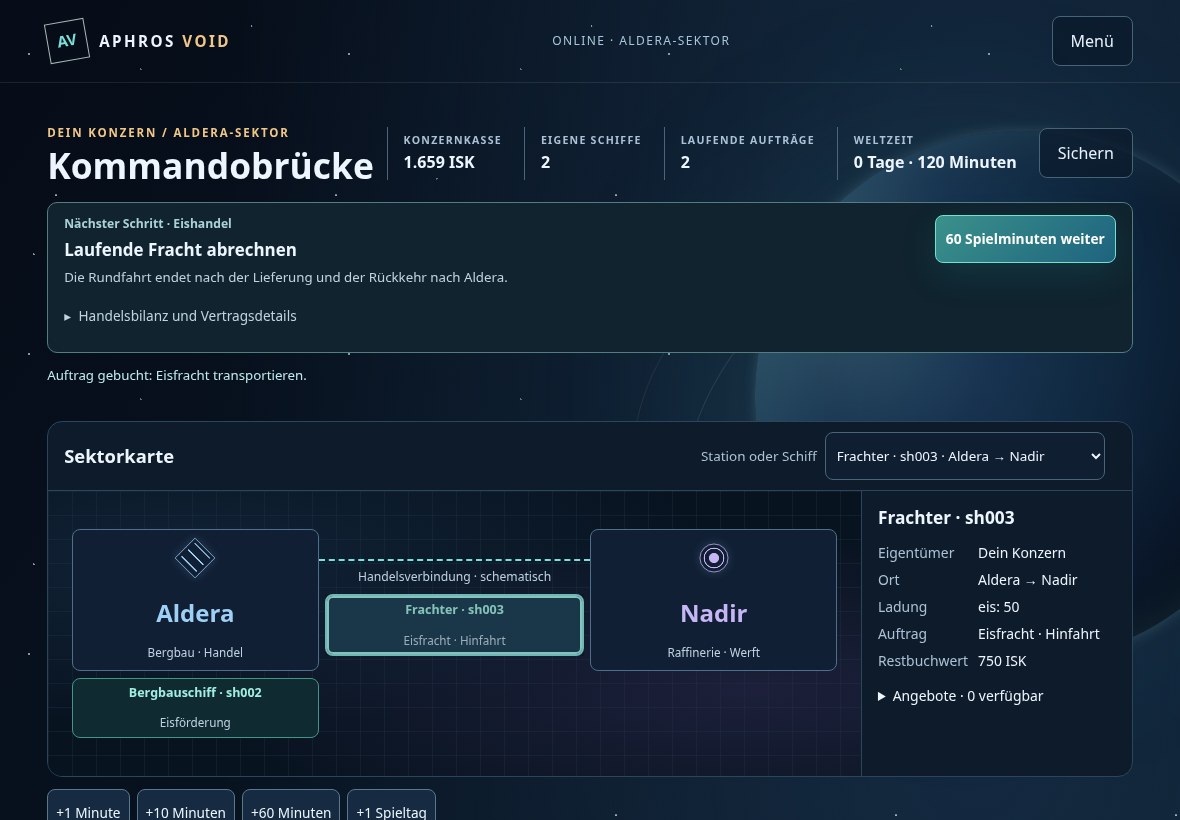 AV APHROS VOID
ONLINE · ALDERA-SEKTOR
Menü
DEIN KONZERN / ALDERA-SEKTOR
Kommandobrücke
KONZERNKASSE
1.659 ISK
EIGENE SCHIFFE
2
LAUFENDE AUFTRÄGE
2
WELTZEIT
0 Tage · 120 Minuten
Sichern
Nächster Schritt · Eishandel
Laufende Fracht abrechnen
Die Rundfahrt endet nach der Lieferung und der Rückkehr nach Aldera.
60 Spielminuten weiter
▸ Handelsbilanz und Vertragsdetails
Auftrag gebucht: Eisfracht transportieren.
Sektorkarte
Station oder Schiff
Frachter · sh003 · Aldera → Nadir
Aldera
Bergbau · Handel
Handelsverbindung · schematisch
Frachter · sh003
Eisfracht · Hinfahrt
Nadir
Raffinerie · Werft
Bergbauschiff · sh002
Eisförderung
Frachter · sh003
Eigentümer Dein Konzern
Ort Aldera → Nadir
Ladung eis: 50
Auftrag Eisfracht · Hinfahrt
Restbuchwert 750 ISK
▸ Angebote · 0 verfügbar
+1 Minute
+10 Minuten
+60 Minuten
+1 Spieltag